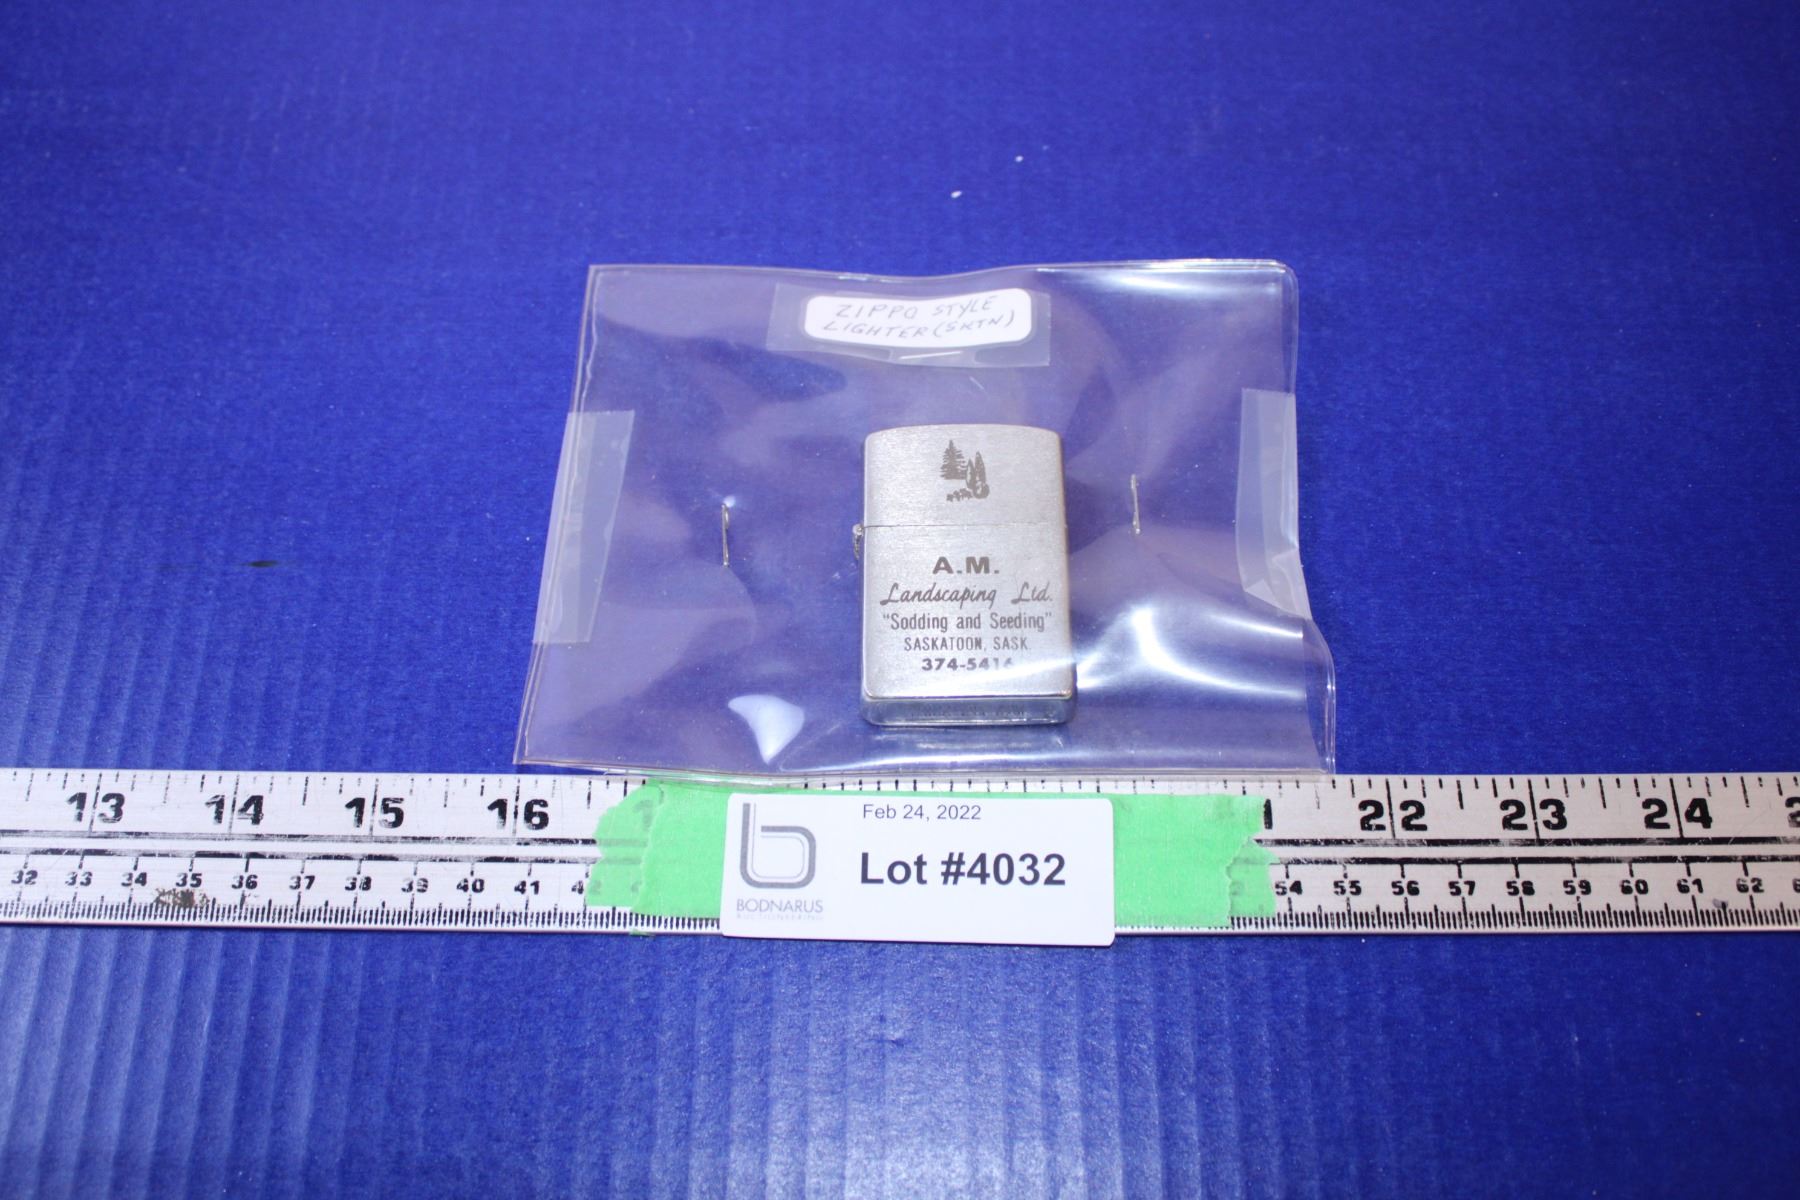 ZIPPO STYLE
LIGHTER (SKTN)
A.M.
Landscaping Ltd.
"Sodding and Seeding"
SASKATOON, SASK.
374-5416
13 14 15 16 22 23 24
Feb 24, 2022
Lot #4032
BODNARUS
AUCTIONEERING
32 33 34 35 36 37 38 39 40 41 42 54 55 56 57 58 59 60 61 62